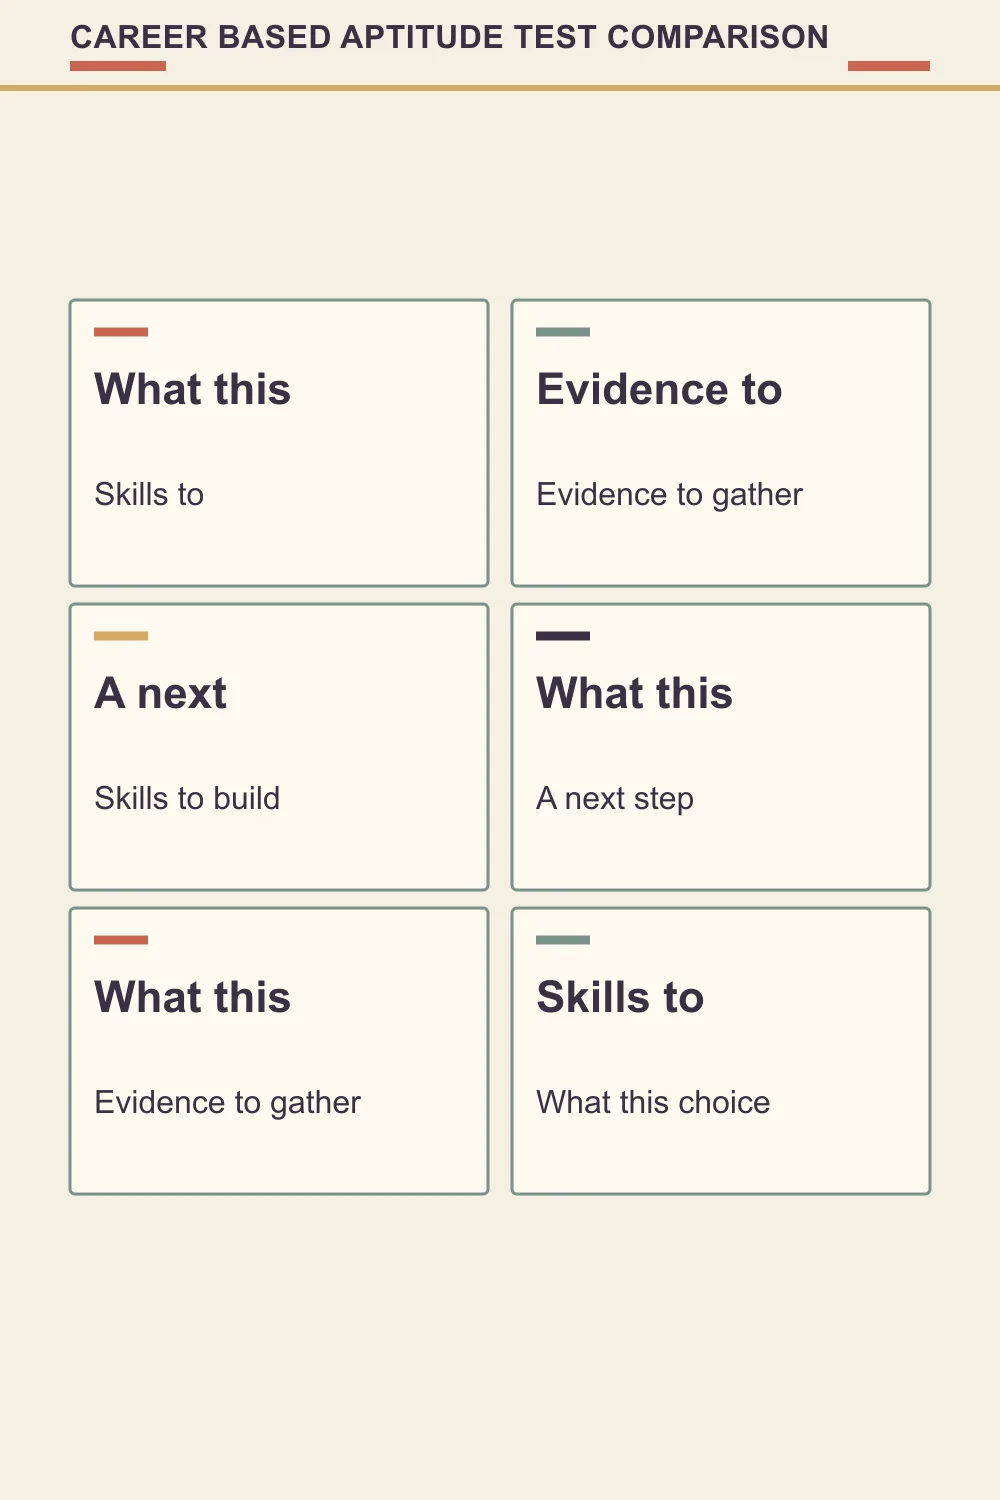 CAREER BASED APTITUDE TEST COMPARISON
What this
Skills to
Evidence to
Evidence to gather
A next
Skills to build
What this
A next step
What this
Evidence to gather
Skills to
What this choice